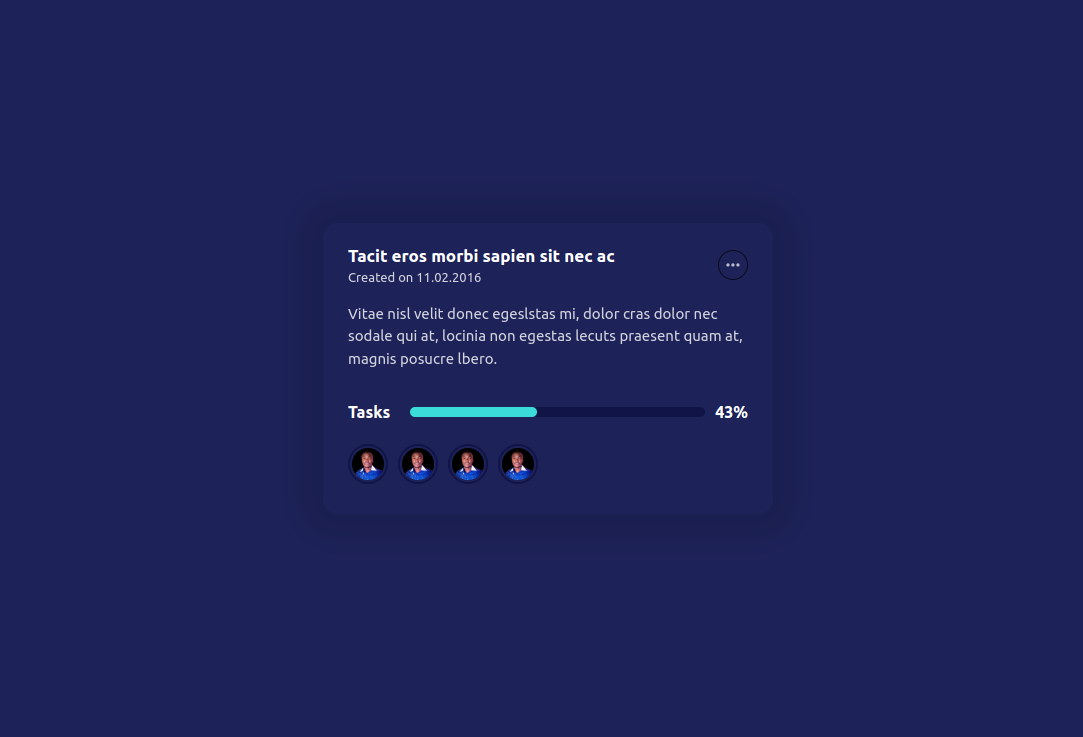 Tacit eros morbi sapien sit nec ac
Created on 11.02.2016
Vitae nisl velit donec egeslstas mi, dolor cras dolor nec
sodale qui at, locinia non egestas lecuts praesent quam at,
magnis posucre lbero.
Tasks 43%